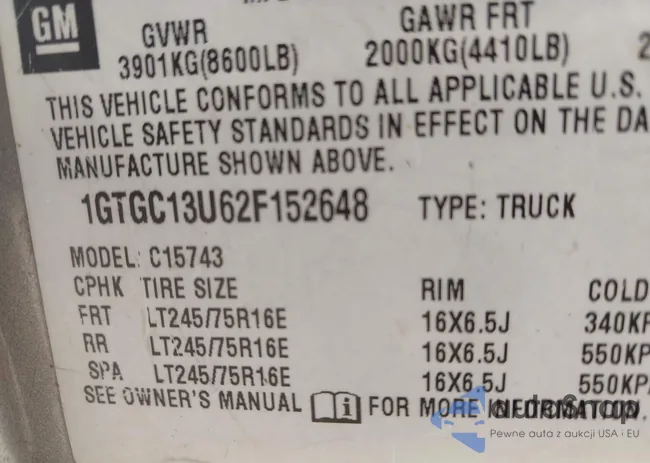 GM
GVWR GAWR FRT
3901KG(8600LB) 2000KG(4410LB) 2
THIS VEHICLE CONFORMS TO ALL APPLICABLE U.S.
VEHICLE SAFETY STANDARDS IN EFFECT ON THE DA
MANUFACTURE SHOWN ABOVE.
1GTGC13U62F152648 TYPE: TRUCK
MODEL: C15743
CPHK TIRE SIZE RIM COLD
FRT LT245/75R16E 16X6.5J 340KP
RR LT245/75R16E 16X6.5J 550KP
SPA LT245/75R16E 16X6.5J 550KP
SEE OWNER'S MANUAL i FOR MORE INFORMATION.
autoSnap
Pewne auta z aukcji USA i EU